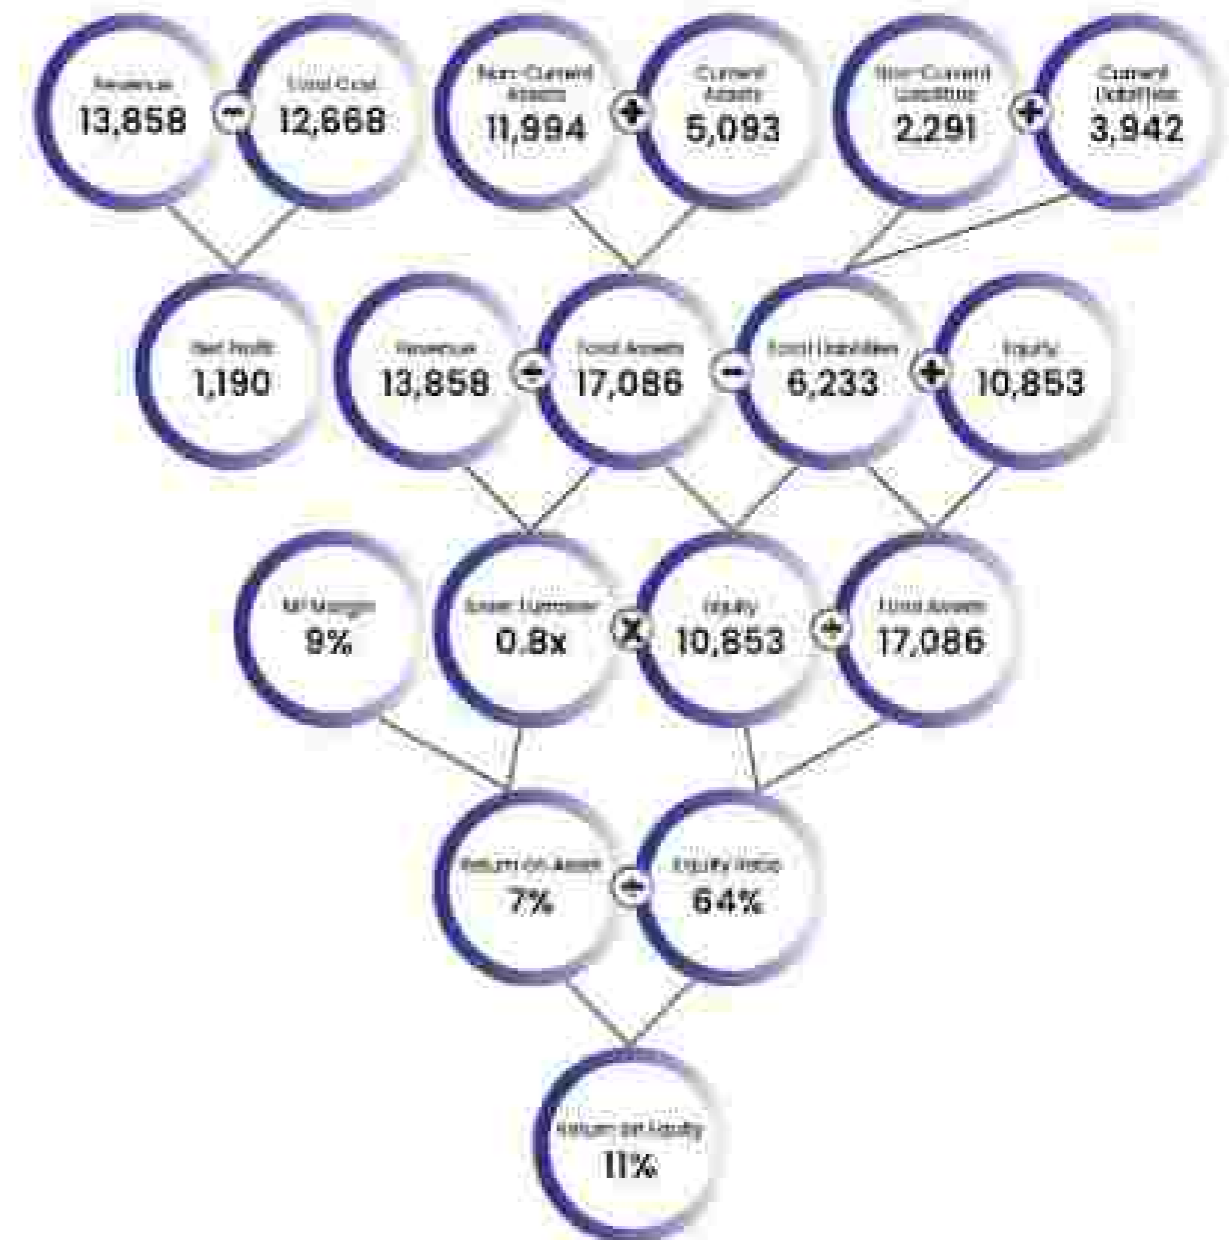 Revenue
13,858
−
Total Cost
12,668
Non-Current
Assets
11,994
+
Current
Assets
5,093
Non-Current
Liabilities
2,291
+
Current
Liabilities
3,942
Net Profit
1,190
Revenue
13,858
÷
Total Assets
17,086
−
Total Liabilities
6,233
+
Equity
10,853
NP Margin
9%
Asset Turnover
0.8x
X
Equity
10,853
÷
Total Assets
17,086
Return on Asset
7%
÷
Equity Ratio
64%
Return on Equity
11%